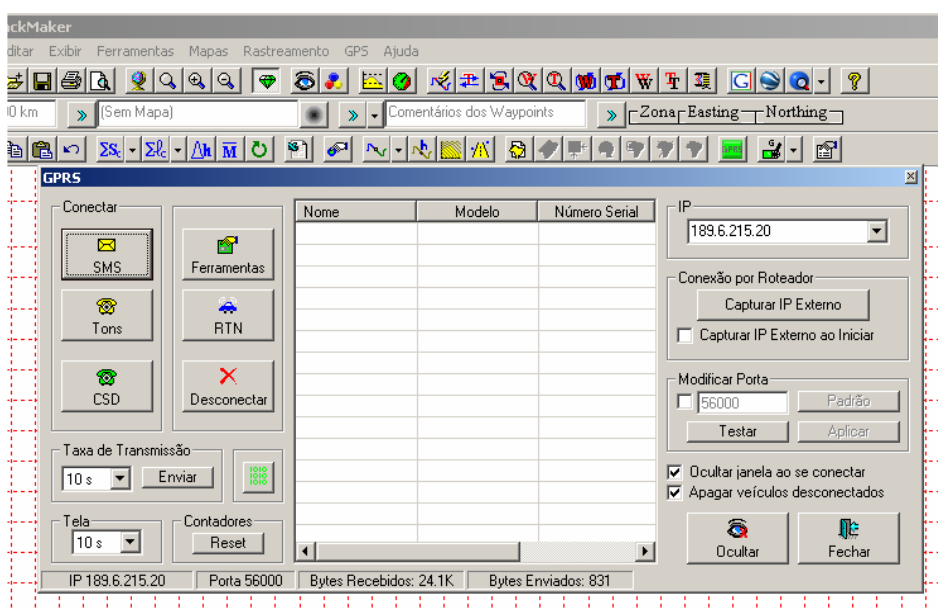 ckMaker
ditar Exibir Ferramentas Mapas Rastreamento GPS Ajuda
0 km (Sem Mapa) Comentários dos Waypoints Zona Easting Northing
GPRS
Conectar
SMS
Tons
CSD
Ferramentas
RTN
Desconectar
Taxa de Transmissão
10 s Enviar
1010
1010
1010
Tela
10 s
Contadores
Reset
Nome Modelo Número Serial
IP
189.6.215.20
Conexão por Roteador
Capturar IP Externo
Capturar IP Externo ao Iniciar
Modificar Porta
56000 Padrão
Testar Aplicar
Ocultar janela ao se conectar
Apagar veículos desconectados
Ocultar Fechar
IP 189.6.215.20 Porta 56000 Bytes Recebidos: 24.1K Bytes Enviados: 831